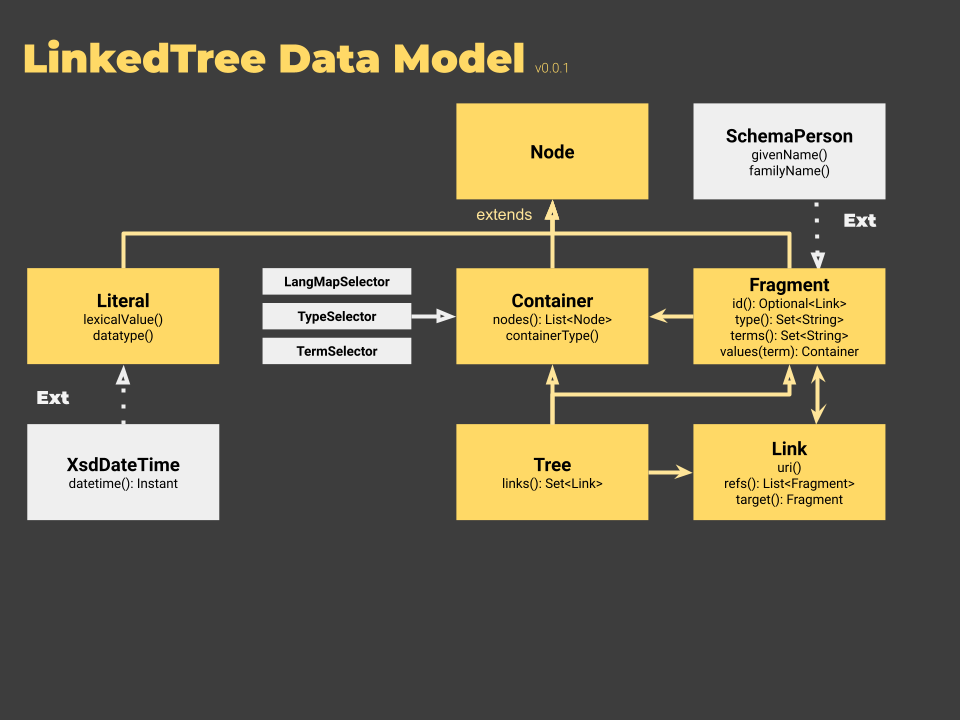 LinkedTree Data Model v0.0.1
Node
SchemaPerson
givenName()
familyName()
extends
Ext
Literal
lexicalValue()
datatype()
LangMapSelector
TypeSelector
TermSelector
Container
nodes(): List<Node>
containerType()
Fragment
id(): Optional<Link>
type(): Set<String>
terms(): Set<String>
values(term): Container
Ext
XsdDateTime
datetime(): Instant
Tree
links(): Set<Link>
Link
uri()
refs(): List<Fragment>
target(): Fragment